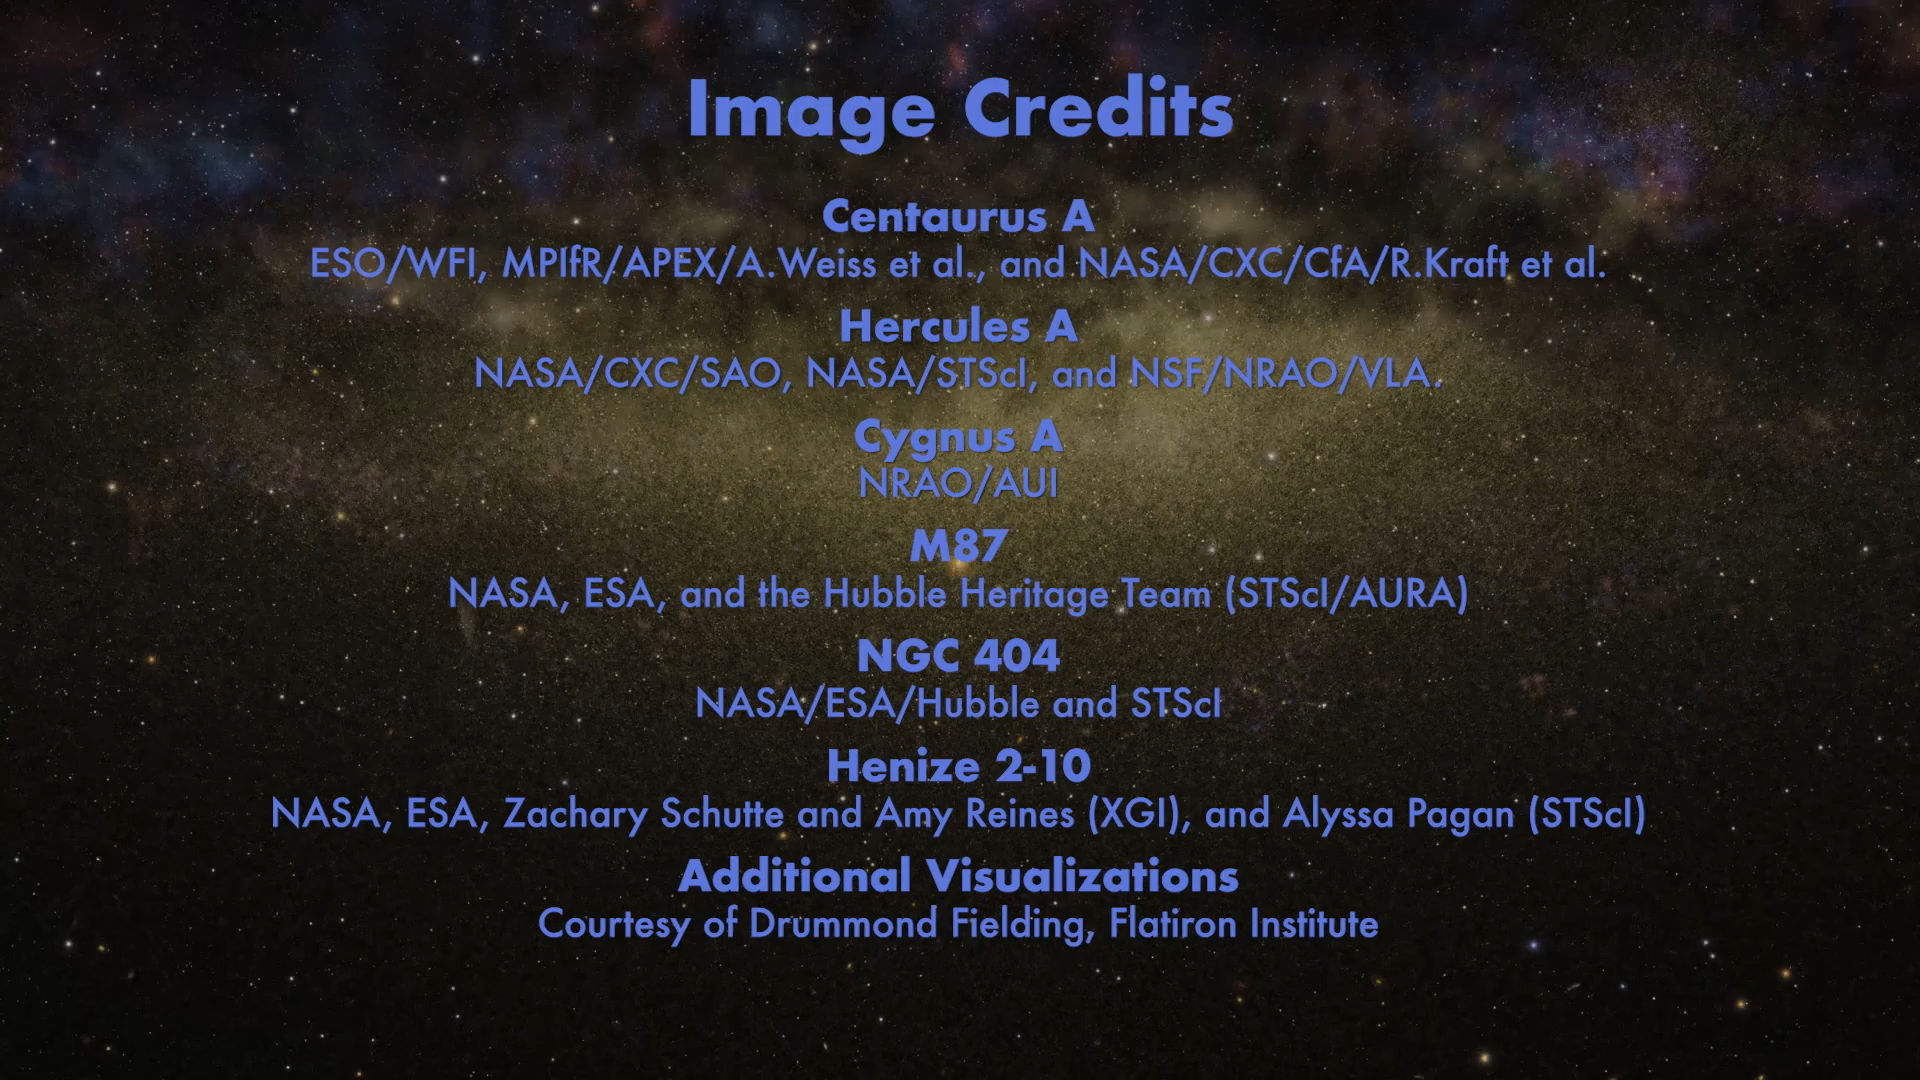 Image Credits
Centaurus A
ESO/WFI, MPIfR/APEX/A.Weiss et al., and NASA/CXC/CfA/R.Kraft et al.
Hercules A
NASA/CXC/SAO, NASA/STScI, and NSF/NRAO/VLA.
Cygnus A
NRAO/AUI
M87
NASA, ESA, and the Hubble Heritage Team (STScI/AURA)
NGC 404
NASA/ESA/Hubble and STScI
Henize 2-10
NASA, ESA, Zachary Schutte and Amy Reines (XGI), and Alyssa Pagan (STScI)
Additional Visualizations
Courtesy of Drummond Fielding, Flatiron Institute